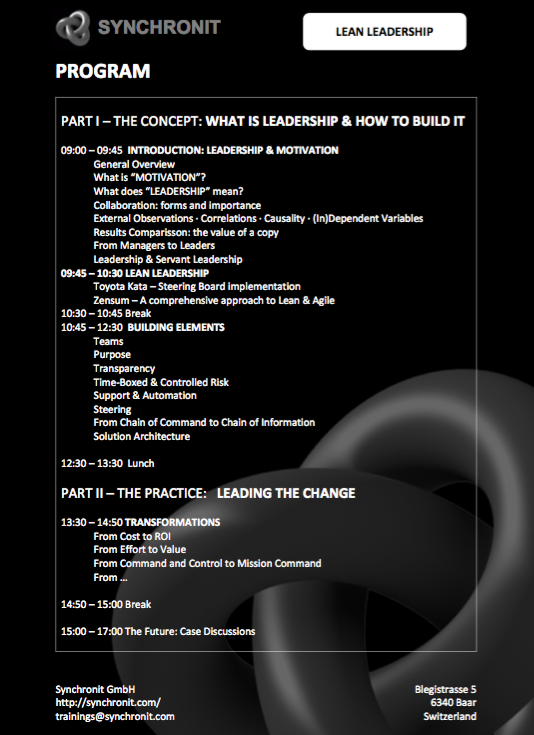 SYNCHRONIT
LEAN LEADERSHIP
PROGRAM
PART I – THE CONCEPT: WHAT IS LEADERSHIP & HOW TO BUILD IT
09:00 – 09:45 INTRODUCTION: LEADERSHIP & MOTIVATION
General Overview
What is “MOTIVATION”?
What does “LEADERSHIP” mean?
Collaboration: forms and importance
External Observations · Correlations · Causality · (In)Dependent Variables
Results Comparisson: the value of a copy
From Managers to Leaders
Leadership & Servant Leadership
09:45 – 10:30 LEAN LEADERSHIP
Toyota Kata – Steering Board implementation
Zensum – A comprehensive approach to Lean & Agile
10:30 – 10:45 Break
10:45 – 12:30 BUILDING ELEMENTS
Teams
Purpose
Transparency
Time-Boxed & Controlled Risk
Support & Automation
Steering
From Chain of Command to Chain of Information
Solution Architecture
12:30 – 13:30 Lunch
PART II – THE PRACTICE: LEADING THE CHANGE
13:30 – 14:50 TRANSFORMATIONS
From Cost to ROI
From Effort to Value
From Command and Control to Mission Command
From ...
14:50 – 15:00 Break
15:00 – 17:00 The Future: Case Discussions
Synchronit GmbH
http://synchronit.com/
trainings@synchronit.com
Blegistrasse 5
6340 Baar
Switzerland